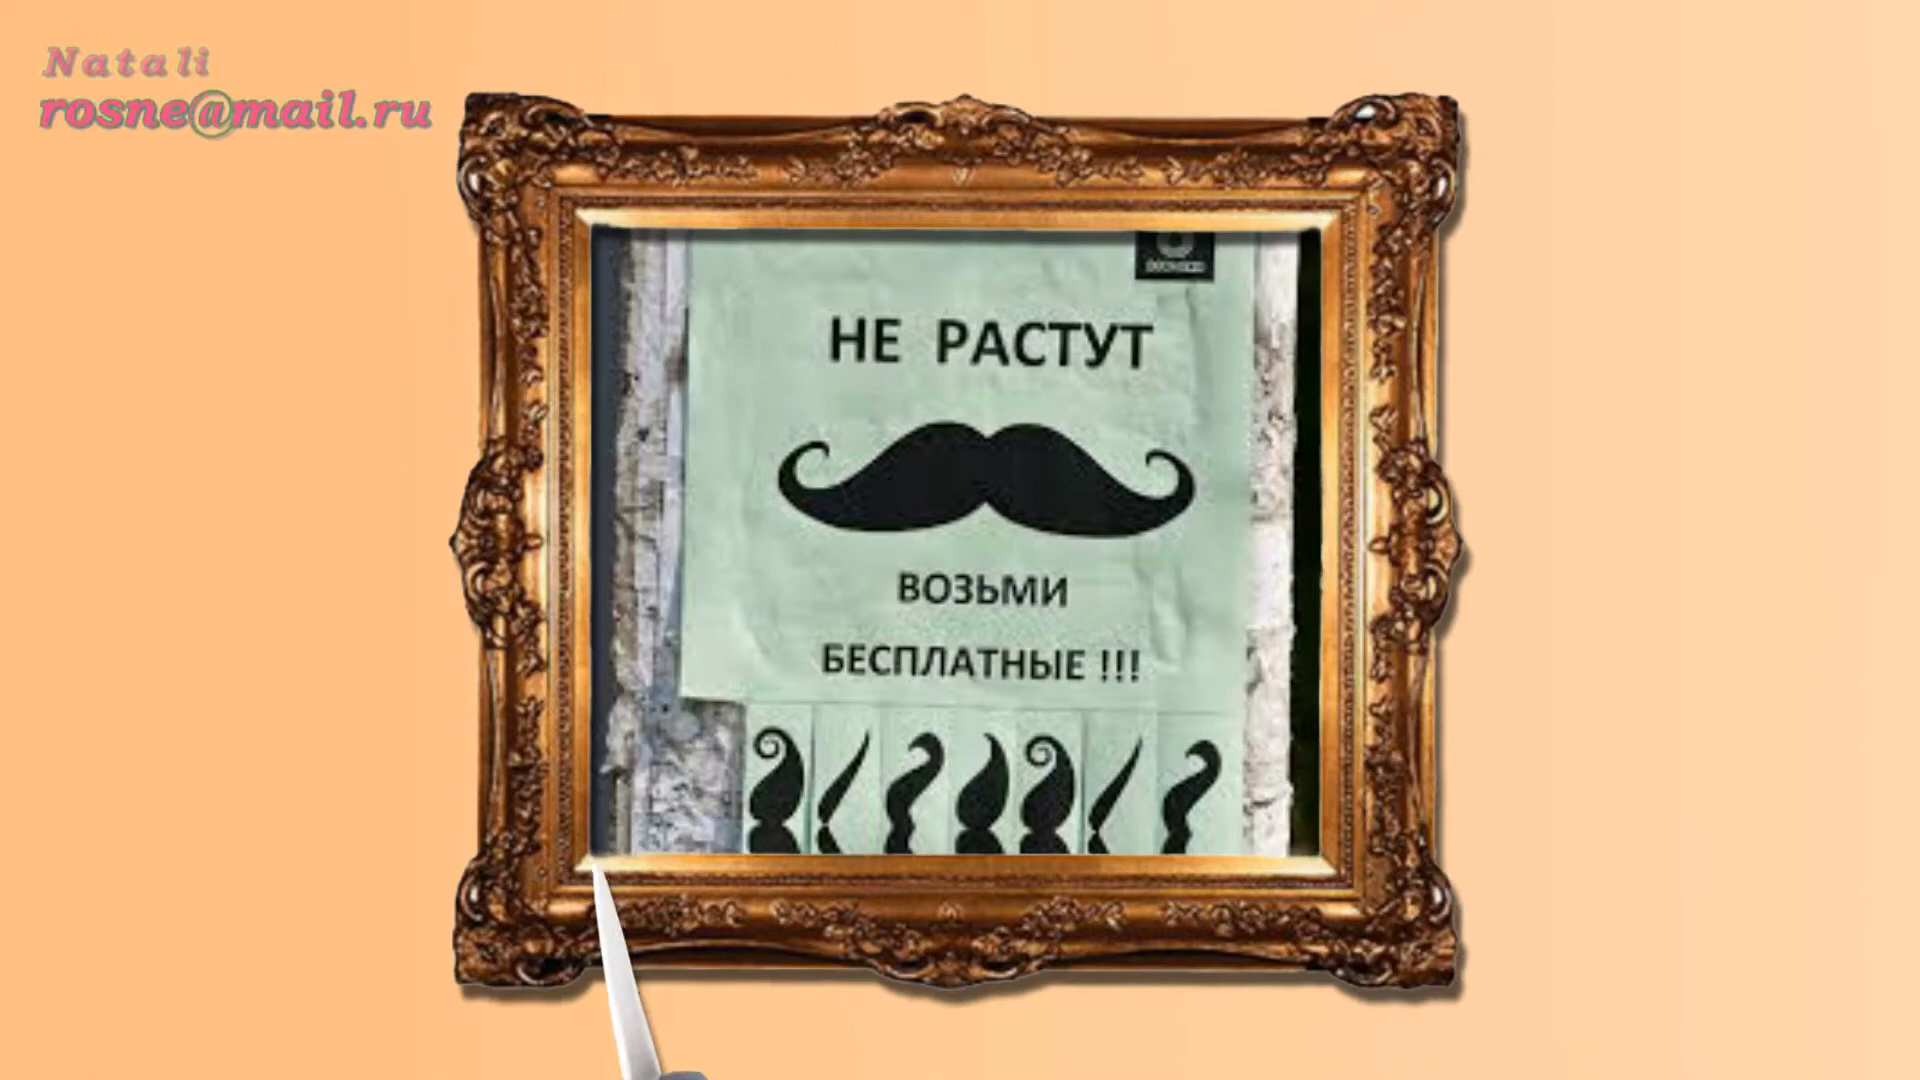 Natali
rosne@mail.ru
НЕ РАСТУТ
ВОЗЬМИ
БЕСПЛАТНЫЕ !!!